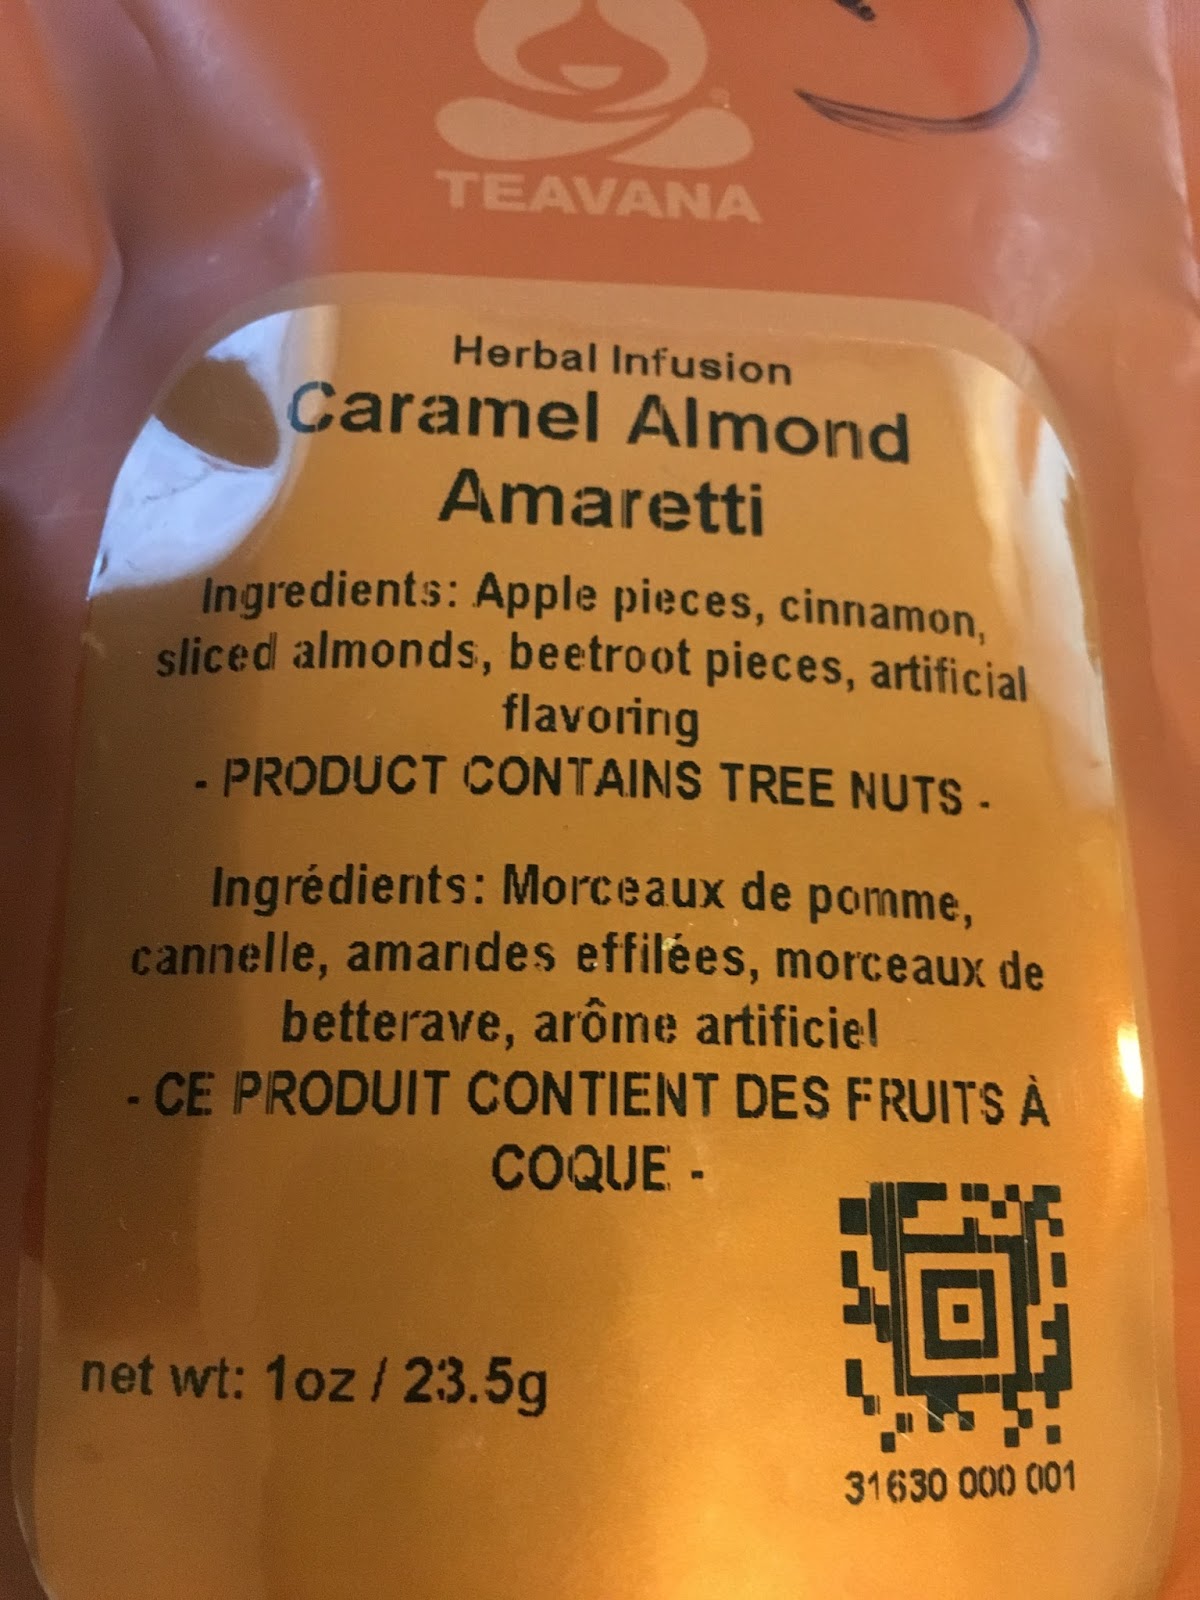 TEAVANA
Herbal Infusion
Caramel Almond
Amaretti
Ingredients: Apple pieces, cinnamon,
sliced almonds, beetroot pieces, artificial
flavoring
- PRODUCT CONTAINS TREE NUTS -
Ingrédients: Morceaux de pomme,
cannelle, amandes effilées, morceaux de
betterave, arôme artificiel
- CE PRODUIT CONTIENT DES FRUITS À
COQUE -
net wt: 1oz / 23.5g
31630 000 001